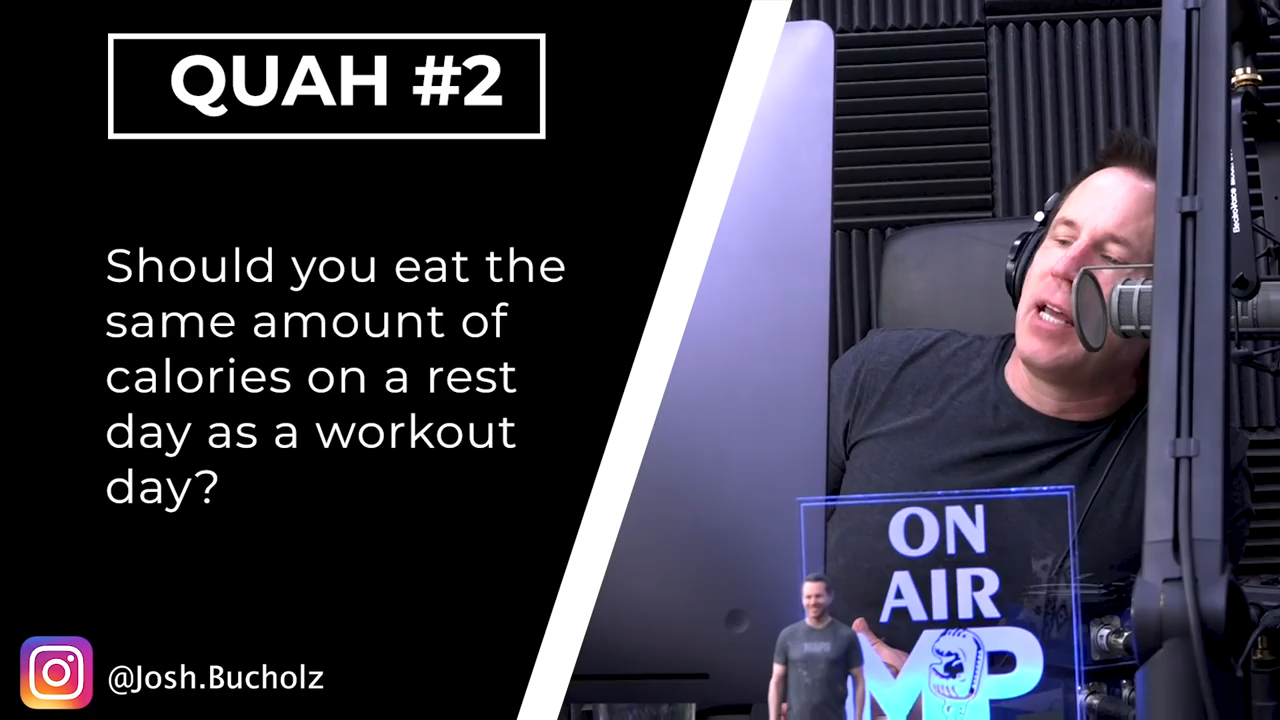 QUAH #2
Should you eat the
same amount of
calories on a rest
day as a workout
day?
@Josh.Bucholz
ON
AIR
MP